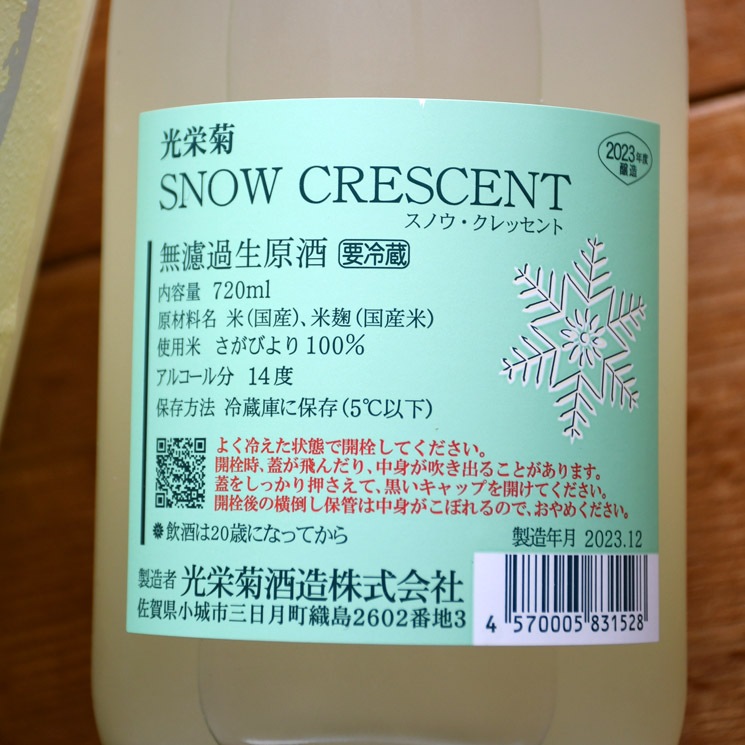 光栄菊
2023年度
醸造
SNOW CRESCENT
スノウ・クレッセント
無濾過生原酒 要冷蔵
内容量 720ml
原材料名 米(国産)、米麹(国産米)
使用米 さがびより100%
アルコール分 14度
保存方法 冷蔵庫に保存(5℃以下)
よく冷えた状態で開栓してください。
開栓時、蓋が飛んだり、中身が吹き出ることがあります。
蓋をしっかり押さえて、黒いキャップを開けてください。
開栓後の横倒し保管は中身がこぼれるので、おやめください。
飲酒は20歳になってから
製造年月 2023.12
製造者 光栄菊酒造株式会社
佐賀県小城市三日月町織島2602番地3
4 570005 831528